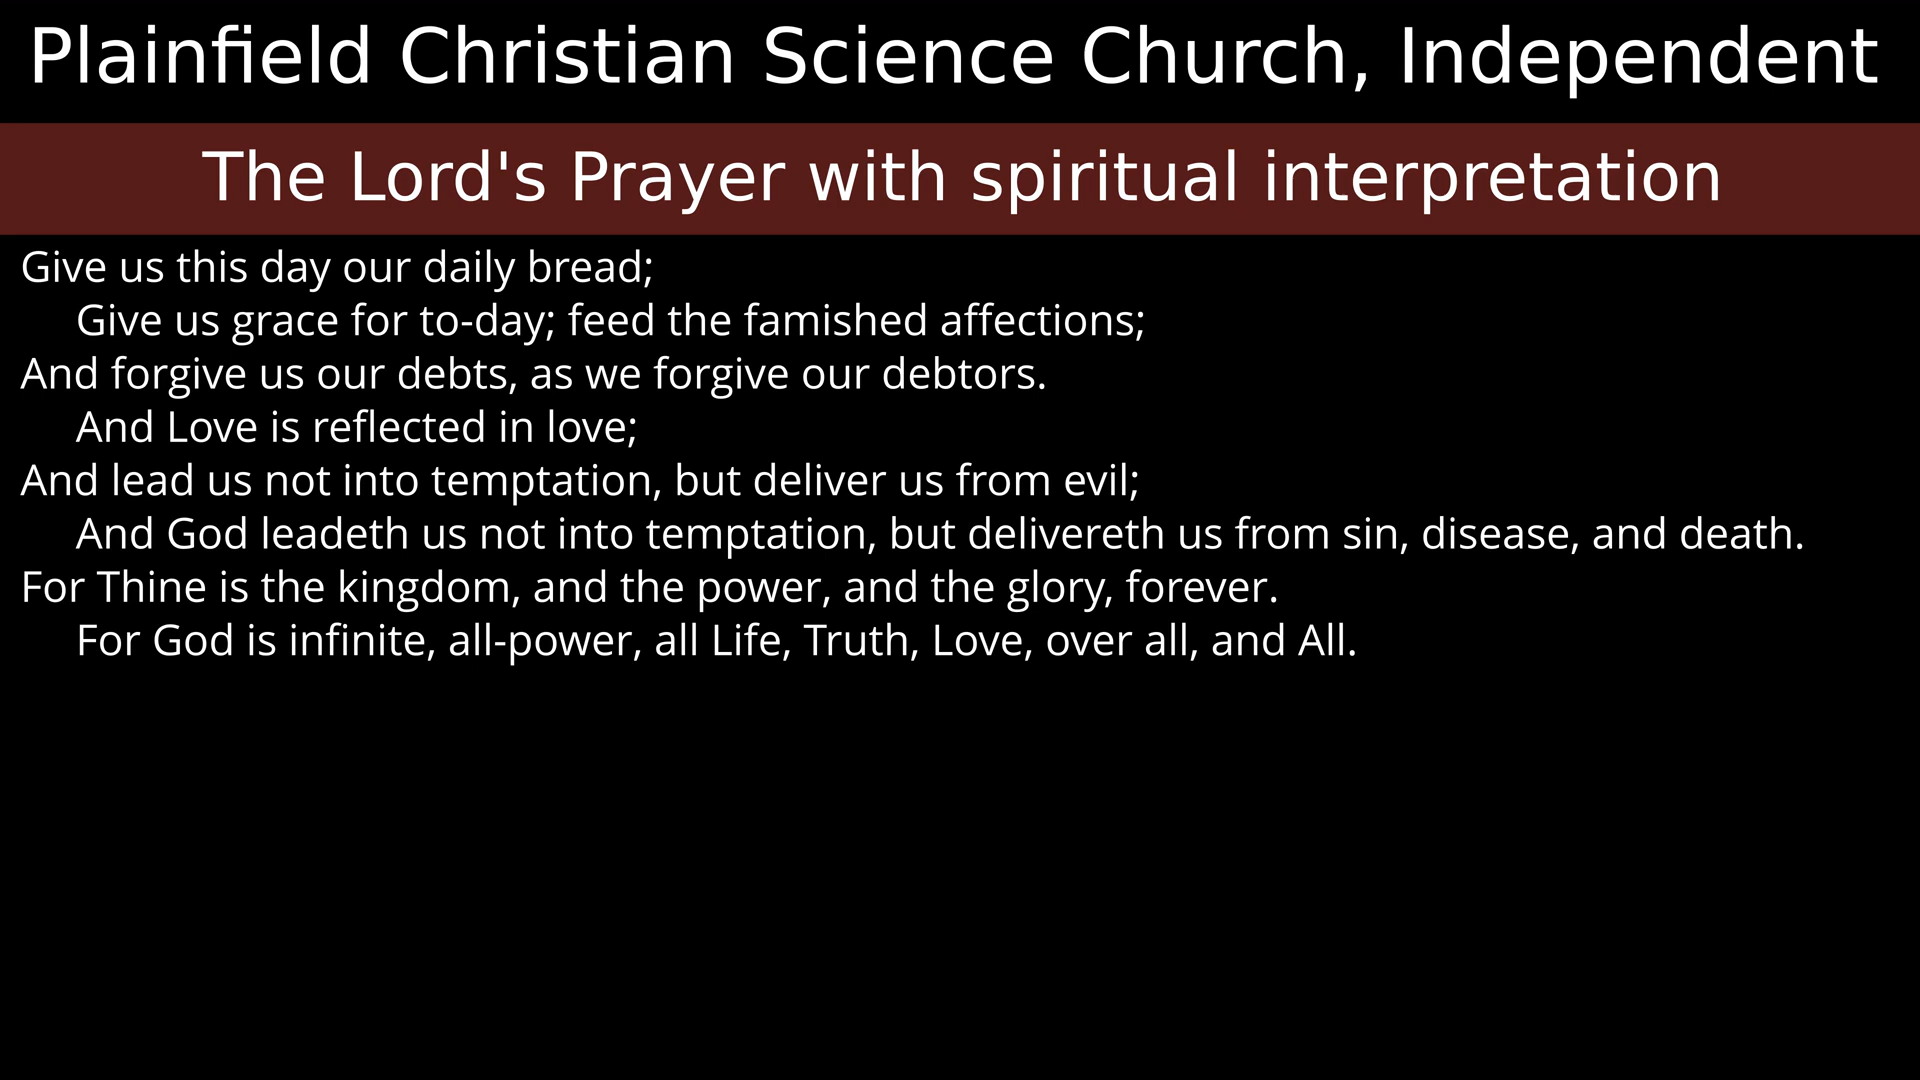 Plainfield Christian Science Church, Independent
The Lord's Prayer with spiritual interpretation
Give us this day our daily bread;
Give us grace for to-day; feed the famished affections;
And forgive us our debts, as we forgive our debtors.
And Love is reflected in love;
And lead us not into temptation, but deliver us from evil;
And God leadeth us not into temptation, but delivereth us from sin, disease, and death.
For Thine is the kingdom, and the power, and the glory, forever.
For God is infinite, all-power, all Life, Truth, Love, over all, and All.